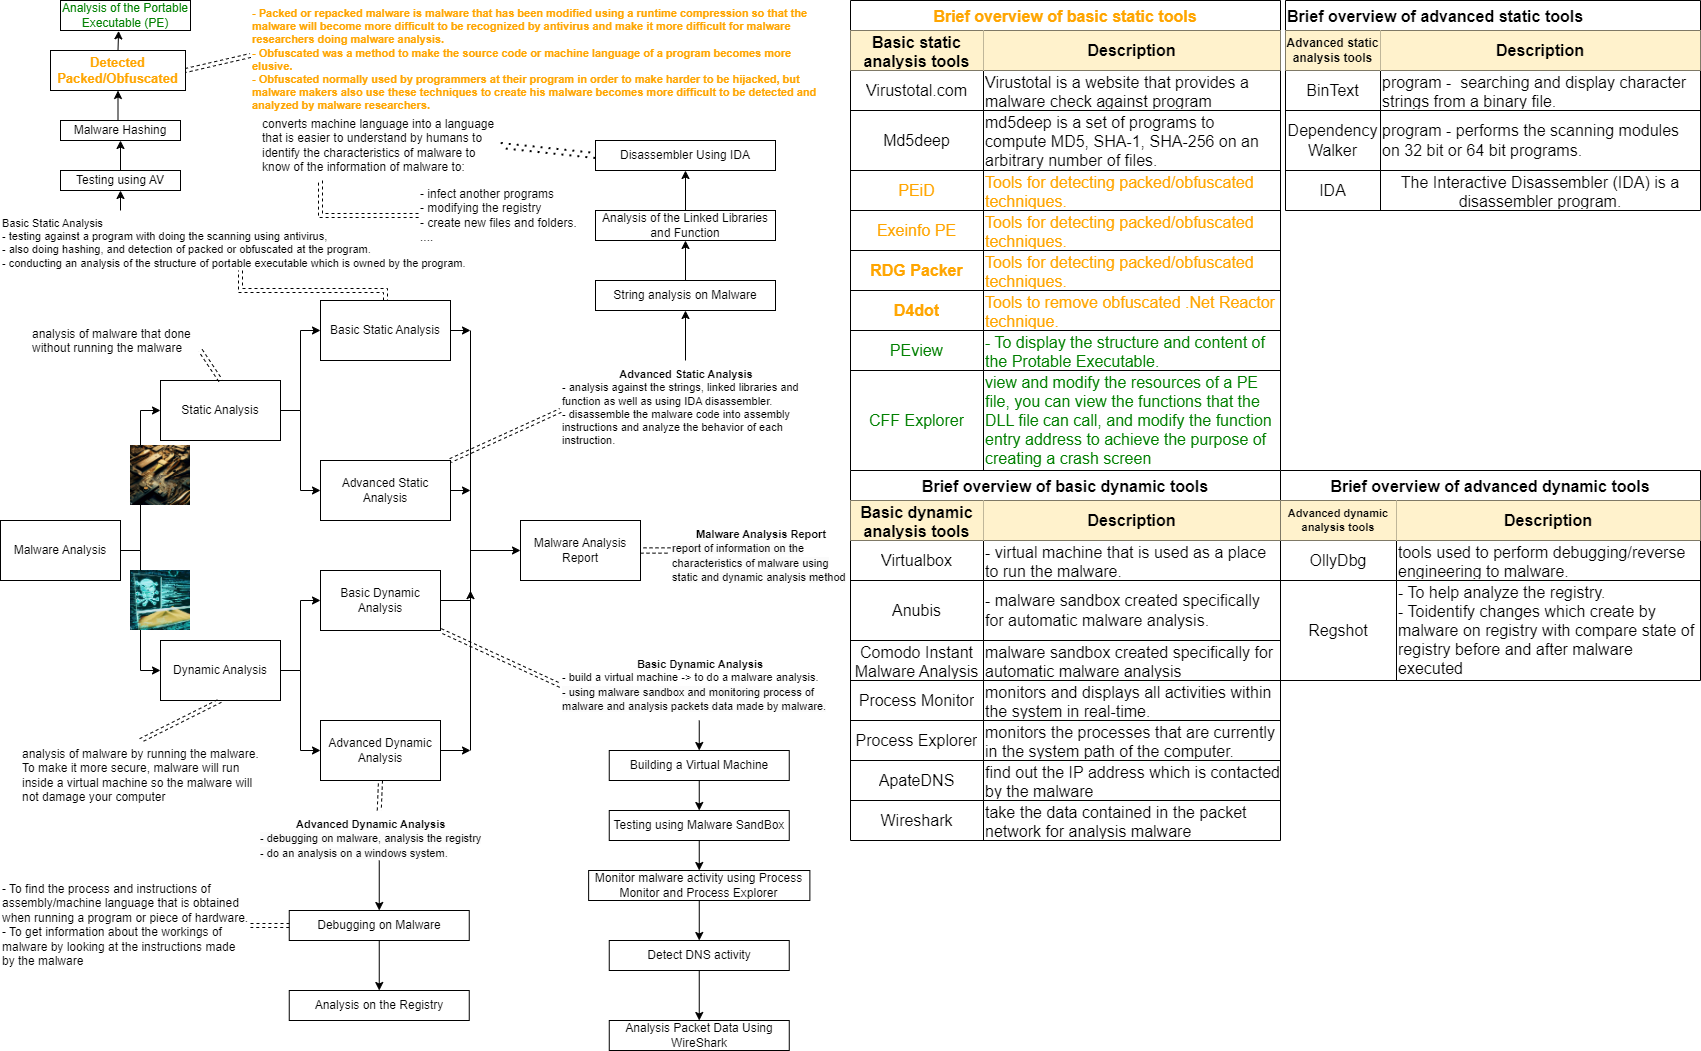 Analysis of the Portable
Executable (PE)
Detected
Packed/Obfuscated
Malware Hashing
Testing using AV
- Packed or repacked malware is malware that has been modified using a runtime compression so that the
malware will become more difficult to be recognized by antivirus and make it more difficult for malware
researchers doing malware analysis.
- Obfuscated was a method to make the source code or machine language of a program becomes more
elusive.
- Obfuscated normally used by programmers at their program in order to make harder to be hijacked, but
malware makers also use these techniques to create his malware becomes more difficult to be detected and
analyzed by malware researchers.
converts machine language into a language
that is easier to understand by humans to
identify the characteristics of malware to
know of the information of malware to:
- infect another programs
- modifying the registry
- create new files and folders.
....
Disassembler Using IDA
Analysis of the Linked Libraries
and Function
String analysis on Malware
Basic Static Analysis
- testing against a program with doing the scanning using antivirus,
- also doing hashing, and detection of packed or obfuscated at the program.
- conducting an analysis of the structure of portable executable which is owned by the program.
analysis of malware that done
without running the malware
Static Analysis
Basic Static Analysis
Advanced Static
Analysis
Advanced Static Analysis
- analysis against the strings, linked libraries and
function as well as using IDA disassembler.
- disassemble the malware code into assembly
instructions and analyze the behavior of each
instruction.
Malware Analysis
Malware Analysis
Report
Malware Analysis Report
report of information on the
characteristics of malware using
static and dynamic analysis method
Basic Dynamic
Analysis
Dynamic Analysis
Advanced Dynamic
Analysis
analysis of malware by running the malware.
To make it more secure, malware will run
inside a virtual machine so the malware will
not damage your computer
Basic Dynamic Analysis
- build a virtual machine -> to do a malware analysis.
- using malware sandbox and monitoring process of
malware and analysis packets data made by malware.
Building a Virtual Machine
Testing using Malware SandBox
Monitor malware activity using Process
Monitor and Process Explorer
Detect DNS activity
Analysis Packet Data Using
WireShark
Advanced Dynamic Analysis
- debugging on malware, analysis the registry
- do an analysis on a windows system.
- To find the process and instructions of
assembly/machine language that is obtained
when running a program or piece of hardware.
- To get information about the workings of
malware by looking at the instructions made
by the malware
Debugging on Malware
Analysis on the Registry
Brief overview of basic static tools
Basic static
analysis tools
Description
Virustotal.com
Virustotal is a website that provides a
malware check against program
Md5deep
md5deep is a set of programs to
compute MD5, SHA-1, SHA-256 on an
arbitrary number of files.
PEiD
Tools for detecting packed/obfuscated
techniques.
Exeinfo PE
Tools for detecting packed/obfuscated
techniques.
RDG Packer
Tools for detecting packed/obfuscated
techniques.
D4dot
Tools to remove obfuscated .Net Reactor
technique.
PEview
- To display the structure and content of
the Protable Executable.
CFF Explorer
view and modify the resources of a PE
file, you can view the functions that the
DLL file can call, and modify the function
entry address to achieve the purpose of
creating a crash screen
Brief overview of advanced static tools
Advanced static
analysis tools
Description
BinText
program -  searching and display character
strings from a binary file.
Dependency
Walker
program - performs the scanning modules
on 32 bit or 64 bit programs.
IDA
The Interactive Disassembler (IDA) is a
disassembler program.
Brief overview of basic dynamic tools
Basic dynamic
analysis tools
Description
Virtualbox
- virtual machine that is used as a place
to run the malware.
Anubis
- malware sandbox created specifically
for automatic malware analysis.
Comodo Instant
Malware Analysis
malware sandbox created specifically for
automatic malware analysis
Process Monitor
monitors and displays all activities within
the system in real-time.
Process Explorer
monitors the processes that are currently
in the system path of the computer.
ApateDNS
find out the IP address which is contacted
by the malware
Wireshark
take the data contained in the packet
network for analysis malware
Brief overview of advanced dynamic tools
Advanced dynamic
analysis tools
Description
OllyDbg
tools used to perform debugging/reverse
engineering to malware.
Regshot
- To help analyze the registry.
- Toidentify changes which create by
malware on registry with compare state of
registry before and after malware
executed